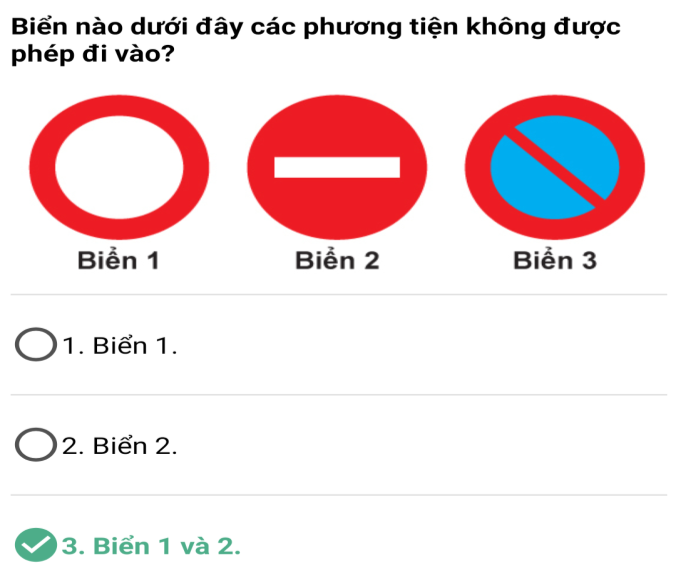 Biển nào dưới đây các phương tiện không được
phép đi vào?
Biển 1
Biển 2
Biển 3
1. Biển 1.
2. Biển 2.
3. Biển 1 và 2.